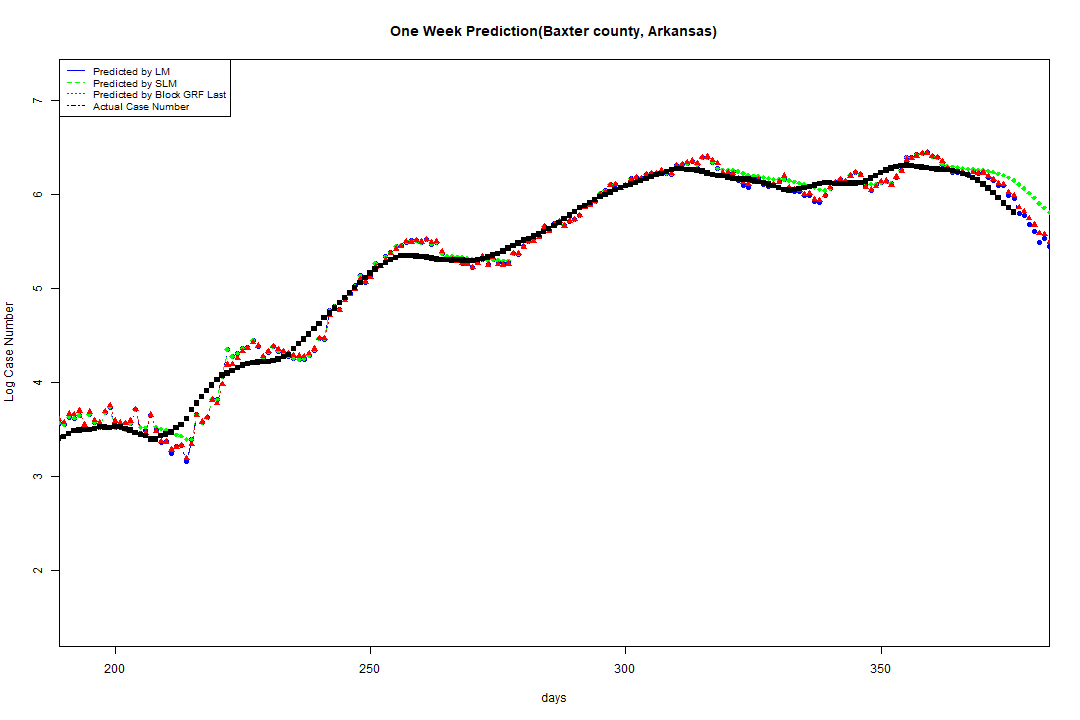 One Week Prediction(Baxter county, Arkansas)
Predicted by LM
Predicted by SLM
Predicted by Block GRF Last
Actual Case Number
7
6
5
4
3
2
Log Case Number
200 250 300 350
days